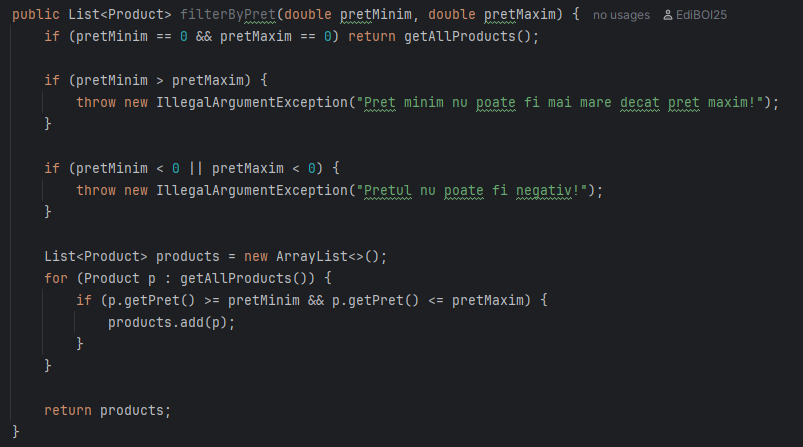 public List<Product> filterByPret(double pretMinim, double pretMaxim) { no usages EdiBOI25
if (pretMinim == 0 && pretMaxim == 0) return getAllProducts();
if (pretMinim > pretMaxim) {
throw new IllegalArgumentException("Pret minim nu poate fi mai mare decat pret maxim!");
}
if (pretMinim < 0 || pretMaxim < 0) {
throw new IllegalArgumentException("Pretul nu poate fi negativ!");
}
List<Product> products = new ArrayList<>();
for (Product p : getAllProducts()) {
if (p.getPret() >= pretMinim && p.getPret() <= pretMaxim) {
products.add(p);
}
}
return products;
}